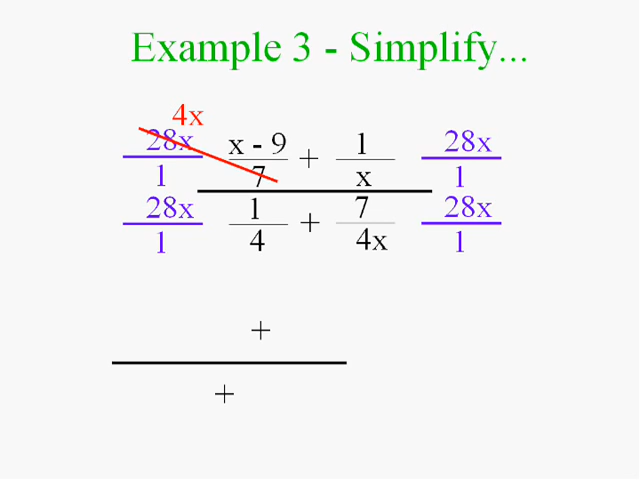 Example 3 - Simplify...
4x
28x x - 9 + 1 28x
1 7 x 1
28x 1 + 7 28x
1 4 4x 1
+
+